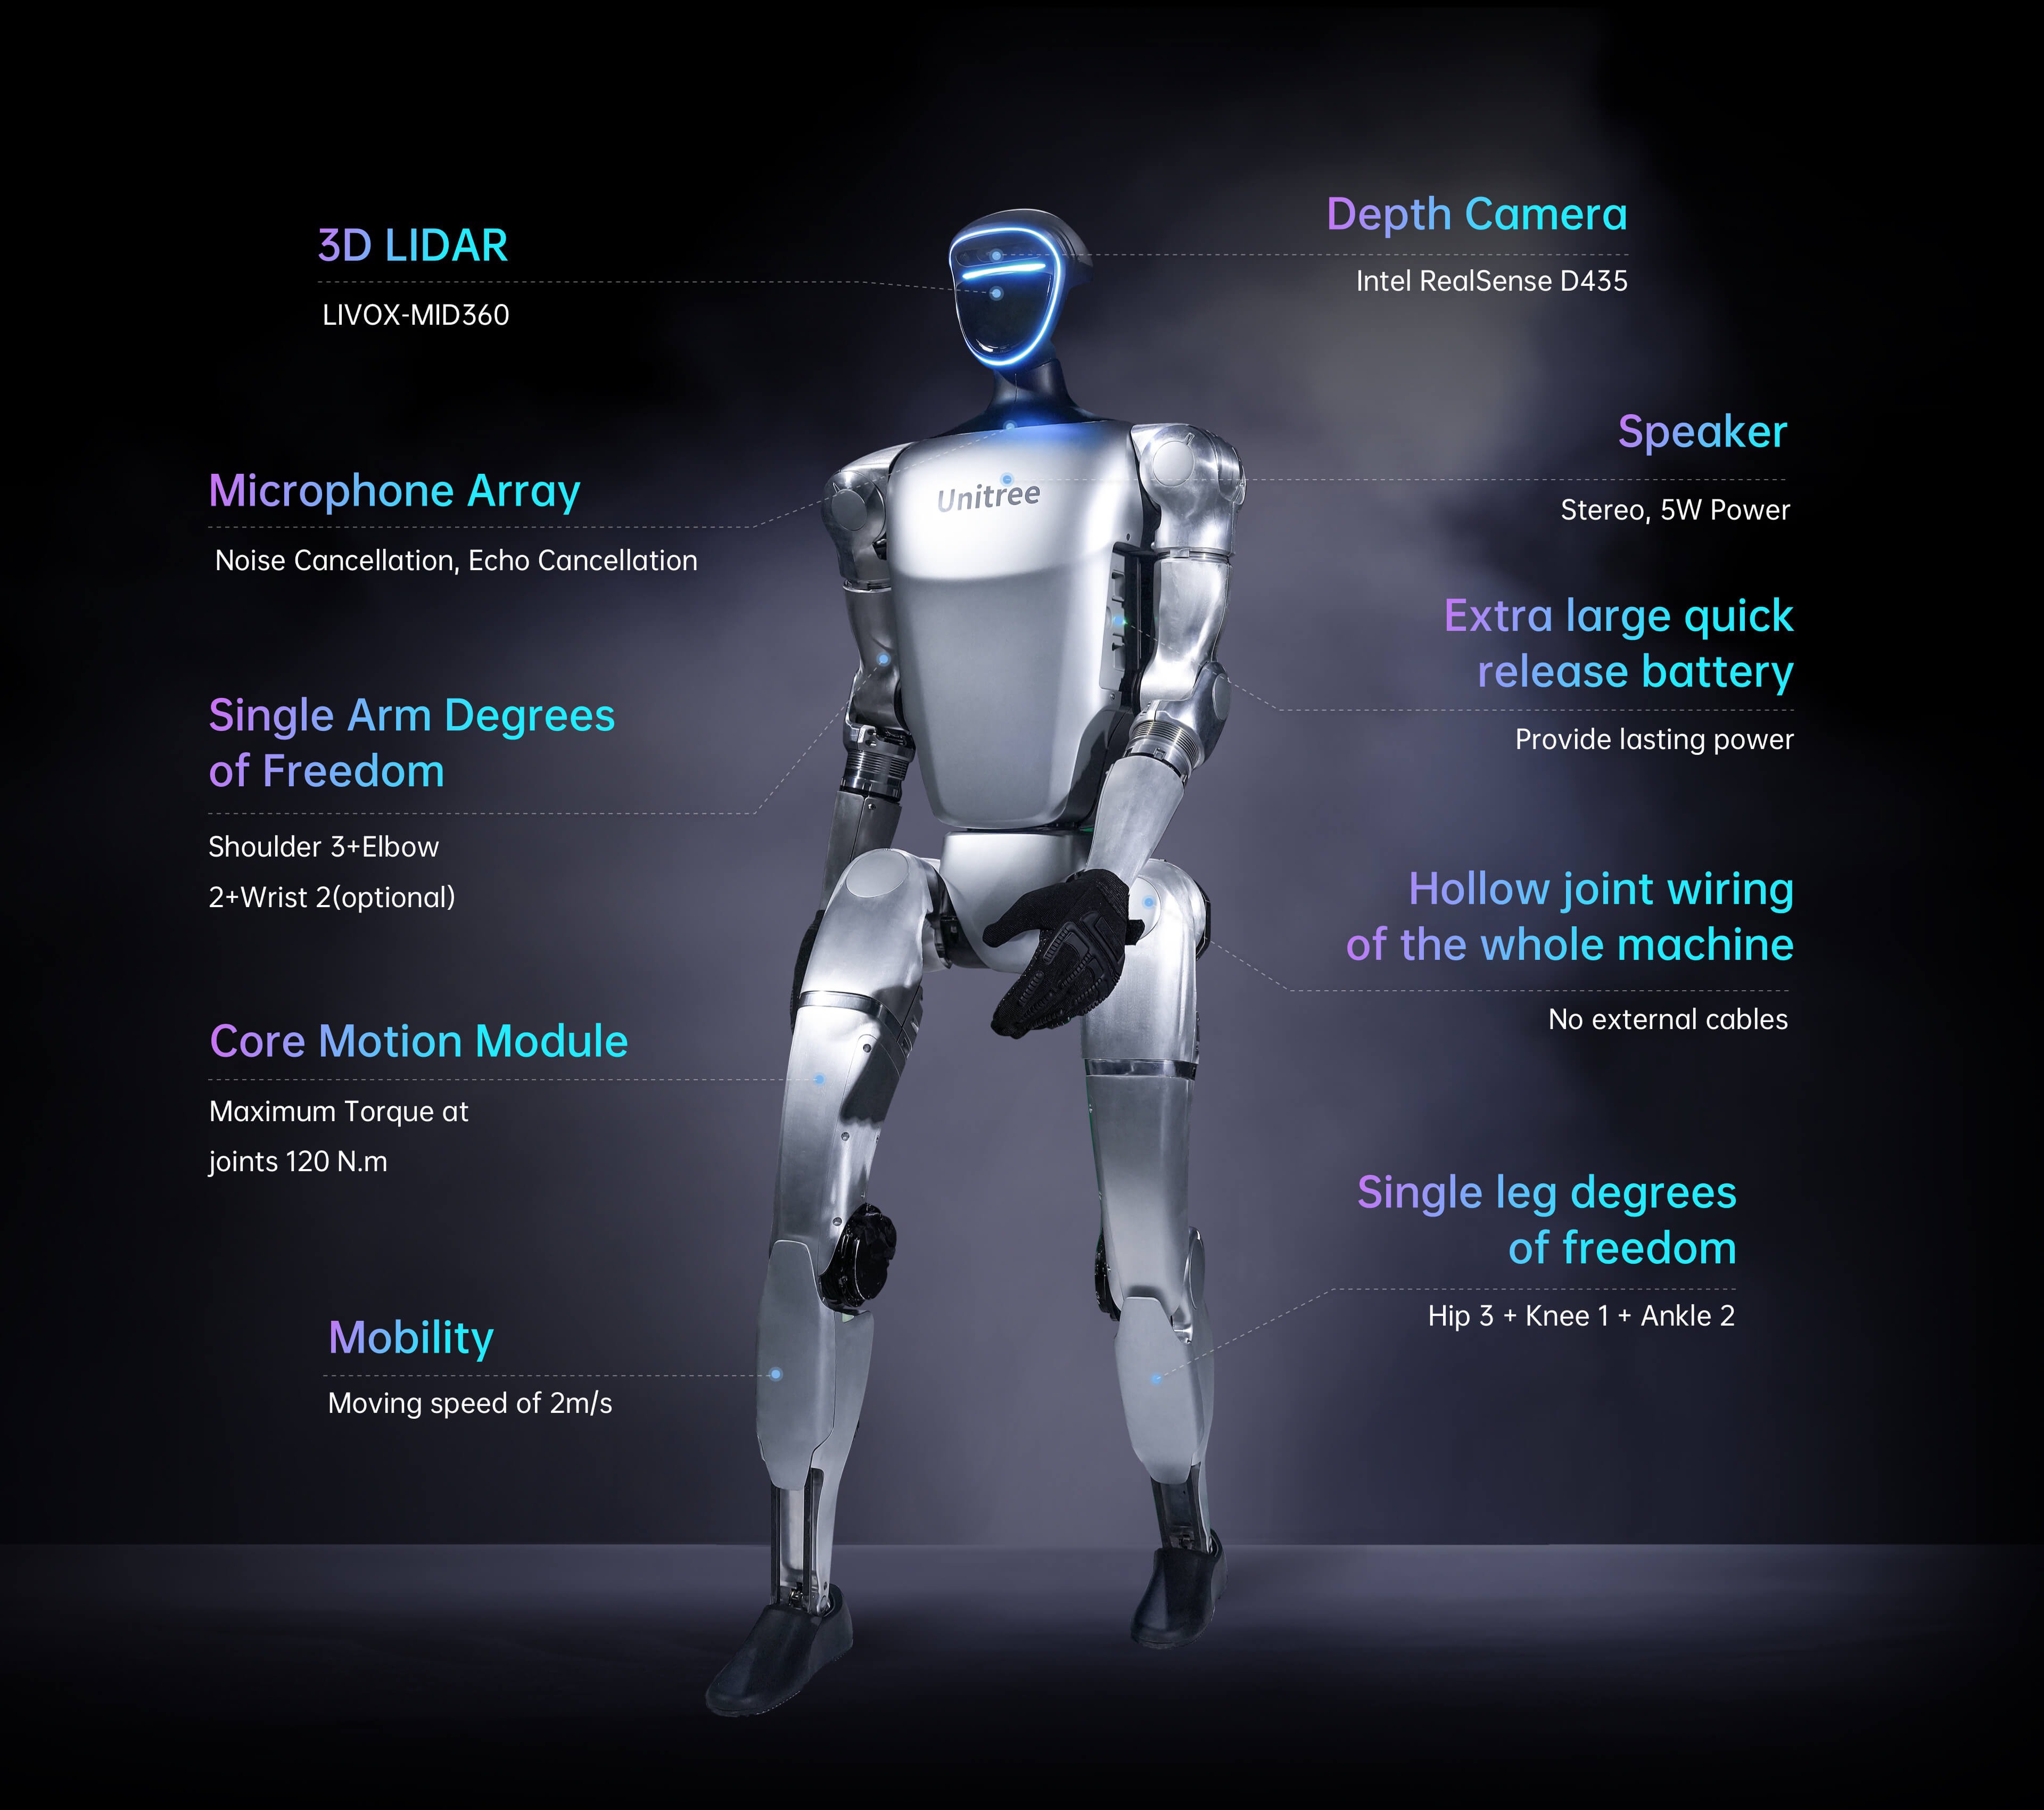 3D LIDAR
LIVOX-MID360
Microphone Array
Noise Cancellation, Echo Cancellation
Single Arm Degrees
of Freedom
Shoulder 3+Elbow
2+Wrist 2(optional)
Core Motion Module
Maximum Torque at
joints 120 N.m
Mobility
Moving speed of 2m/s
Unitree
Depth Camera
Intel RealSense D435
Speaker
Stereo, 5W Power
Extra large quick
release battery
Provide lasting power
Hollow joint wiring
of the whole machine
No external cables
Single leg degrees
of freedom
Hip 3 + Knee 1 + Ankle 2